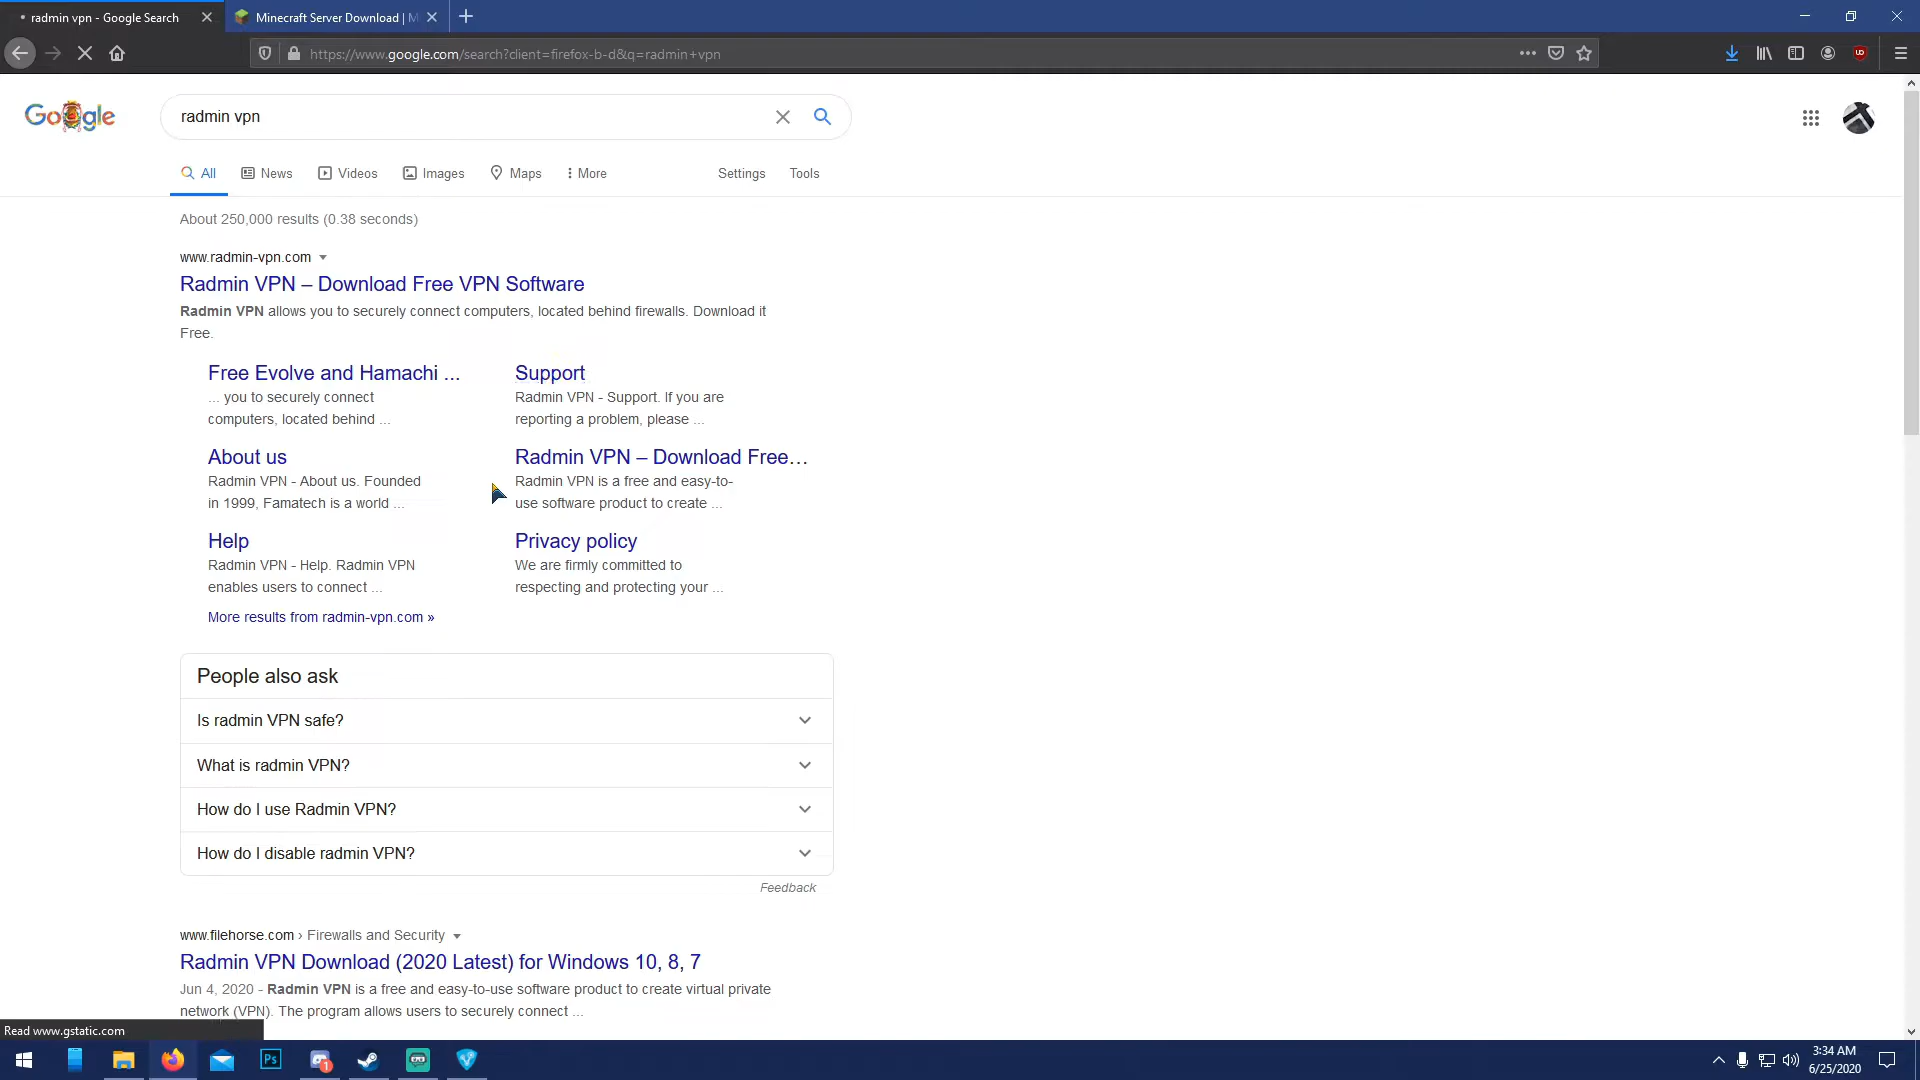 radmin vpn - Google Search
Minecraft Server Download | M
https://www.google.com/search?client=firefox-b-d&q=radmin+vpn
Google
radmin vpn
All
News
Videos
Images
Maps
More
Settings
Tools
About 250,000 results (0.38 seconds)
www.radmin-vpn.com
Radmin VPN – Download Free VPN Software
Radmin VPN allows you to securely connect computers, located behind firewalls. Download it
Free.
Free Evolve and Hamachi ...
... you to securely connect
computers, located behind ...
Support
Radmin VPN - Support. If you are
reporting a problem, please ...
About us
Radmin VPN - About us. Founded
in 1999, Famatech is a world ...
Radmin VPN – Download Free...
Radmin VPN is a free and easy-to-
use software product to create ...
Help
Radmin VPN - Help. Radmin VPN
enables users to connect ...
Privacy policy
We are firmly committed to
respecting and protecting your ...
More results from radmin-vpn.com »
People also ask
Is radmin VPN safe?
What is radmin VPN?
How do I use Radmin VPN?
How do I disable radmin VPN?
Feedback
www.filehorse.com › Firewalls and Security
Radmin VPN Download (2020 Latest) for Windows 10, 8, 7
Jun 4, 2020 - Radmin VPN is a free and easy-to-use software product to create virtual private
network (VPN). The program allows users to securely connect ...
Read www.gstatic.com
Ps
1
3:34 AM
6/25/2020